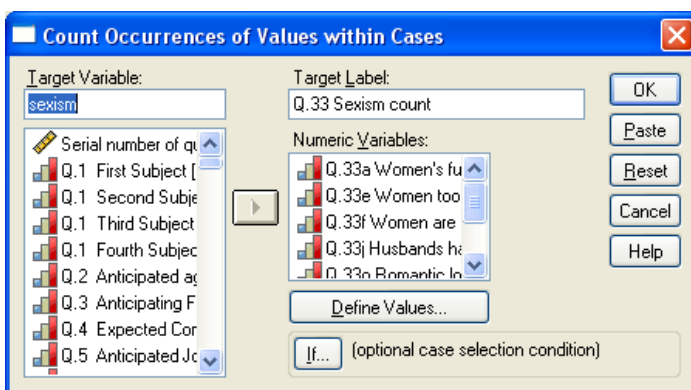 Count Occurrences of Values within Cases
Target Variable:
sexism
Target Label:
Q.33 Sexism count
Serial number of qu
Q.1 First Subject [
Q.1 Second Subje
Q.1 Third Subject
Q.1 Fourth Subjec
Q.2 Anticipated ag
Q.3 Anticipating F
Q.4 Expected Cor
Q.5 Anticipated Jo
Numeric Variables:
Q.33a Women's fu
Q.33e Women too
Q.33f Women are
Q.33j Husbands ha
Q.33o Romantic lo
Define Values...
If... (optional case selection condition)
OK
Paste
Reset
Cancel
Help